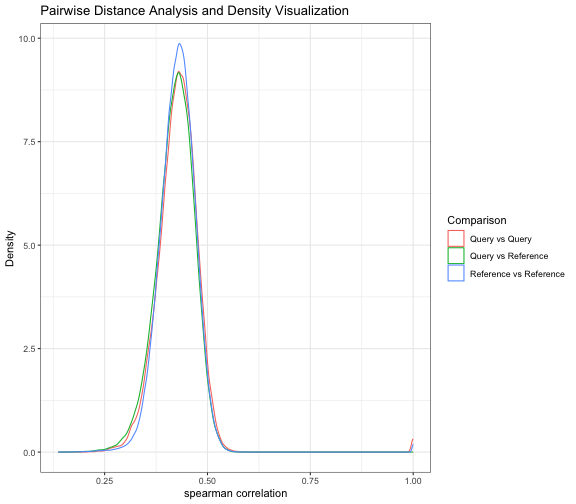 Pairwise Distance Analysis and Density Visualization
10.0
7.5
5.0
2.5
0.0
Density
0.25
0.50
0.75
1.00
spearman correlation
Comparison
Query vs Query
Query vs Reference
Reference vs Reference